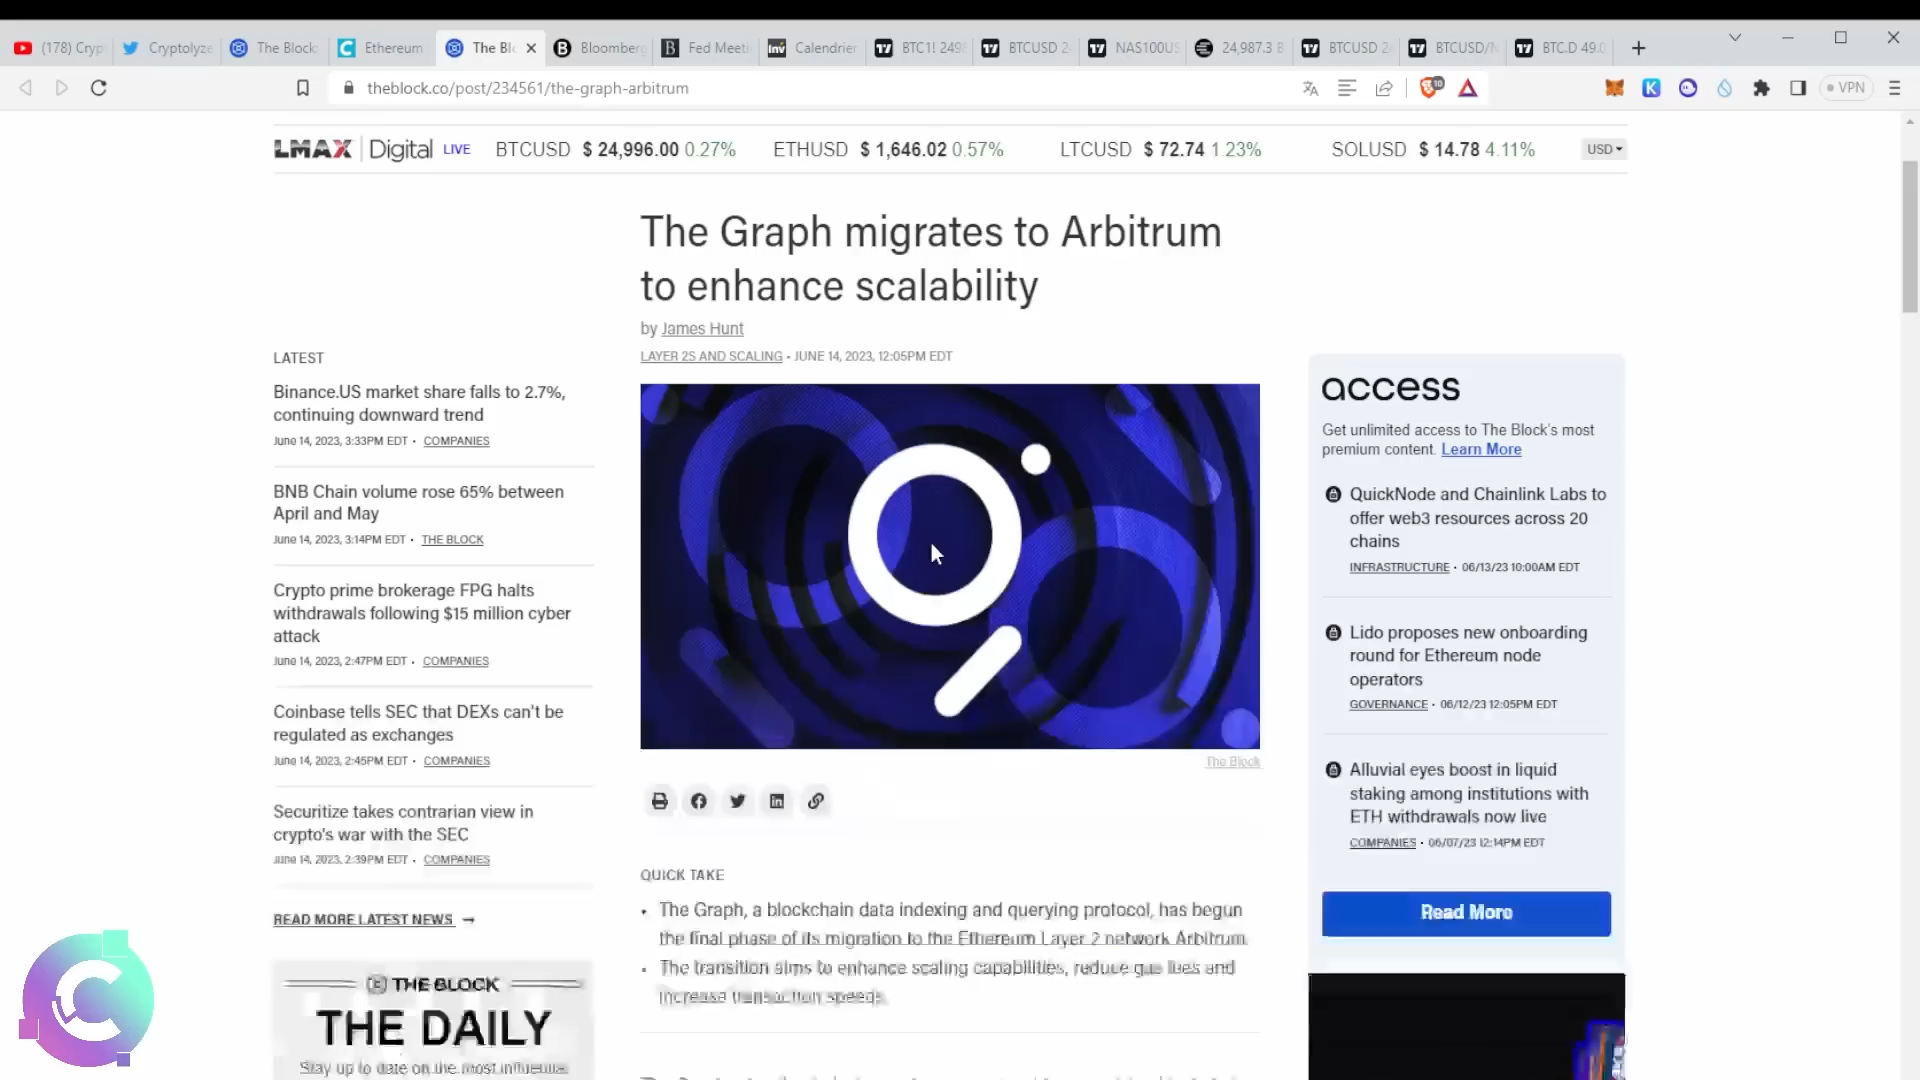 (178) Cryp
Cryptolyze
The Block
Ethereum
The Blo
Bloomberg
Fed Meeti
Calendrier
BTC1! 249
BTCUSD 2
NAS100US
24,987.3 B
BTCUSD 2
BTCUSD/
BTC.D 49.0
theblock.co/post/234561/the-graph-arbitrum
10
VPN
LMAX Digital LIVE BTCUSD $ 24,996.00 0.27% ETHUSD $ 1,646.02 0.57% LTCUSD $ 72.74 1.23% SOLUSD $ 14.78 4.11% USD
The Graph migrates to Arbitrum
to enhance scalability
by James Hunt
LAYER 2S AND SCALING • JUNE 14, 2023, 12:05PM EDT
The Block
QUICK TAKE
• The Graph, a blockchain data indexing and querying protocol, has begun
the final phase of its migration to the Ethereum Layer 2 network Arbitrum.
• The transition aims to enhance scaling capabilities, reduce gas fees and
increase transaction speeds.
LATEST
Binance.US market share falls to 2.7%,
continuing downward trend
June 14, 2023, 3:33PM EDT • COMPANIES
BNB Chain volume rose 65% between
April and May
June 14, 2023, 3:14PM EDT • THE BLOCK
Crypto prime brokerage FPG halts
withdrawals following $15 million cyber
attack
June 14, 2023, 2:47PM EDT • COMPANIES
Coinbase tells SEC that DEXs can't be
regulated as exchanges
June 14, 2023, 2:45PM EDT • COMPANIES
Securitize takes contrarian view in
crypto's war with the SEC
June 14, 2023, 2:39PM EDT • COMPANIES
READ MORE LATEST NEWS →
THE BLOCK
THE DAILY
Stay up to date on the most influential
access
Get unlimited access to The Block's most
premium content. Learn More
QuickNode and Chainlink Labs to
offer web3 resources across 20
chains
INFRASTRUCTURE • 06/13/23 10:00AM EDT
Lido proposes new onboarding
round for Ethereum node
operators
GOVERNANCE • 06/12/23 12:05PM EDT
Alluvial eyes boost in liquid
staking among institutions with
ETH withdrawals now live
COMPANIES • 06/07/23 12:14PM EDT
Read More